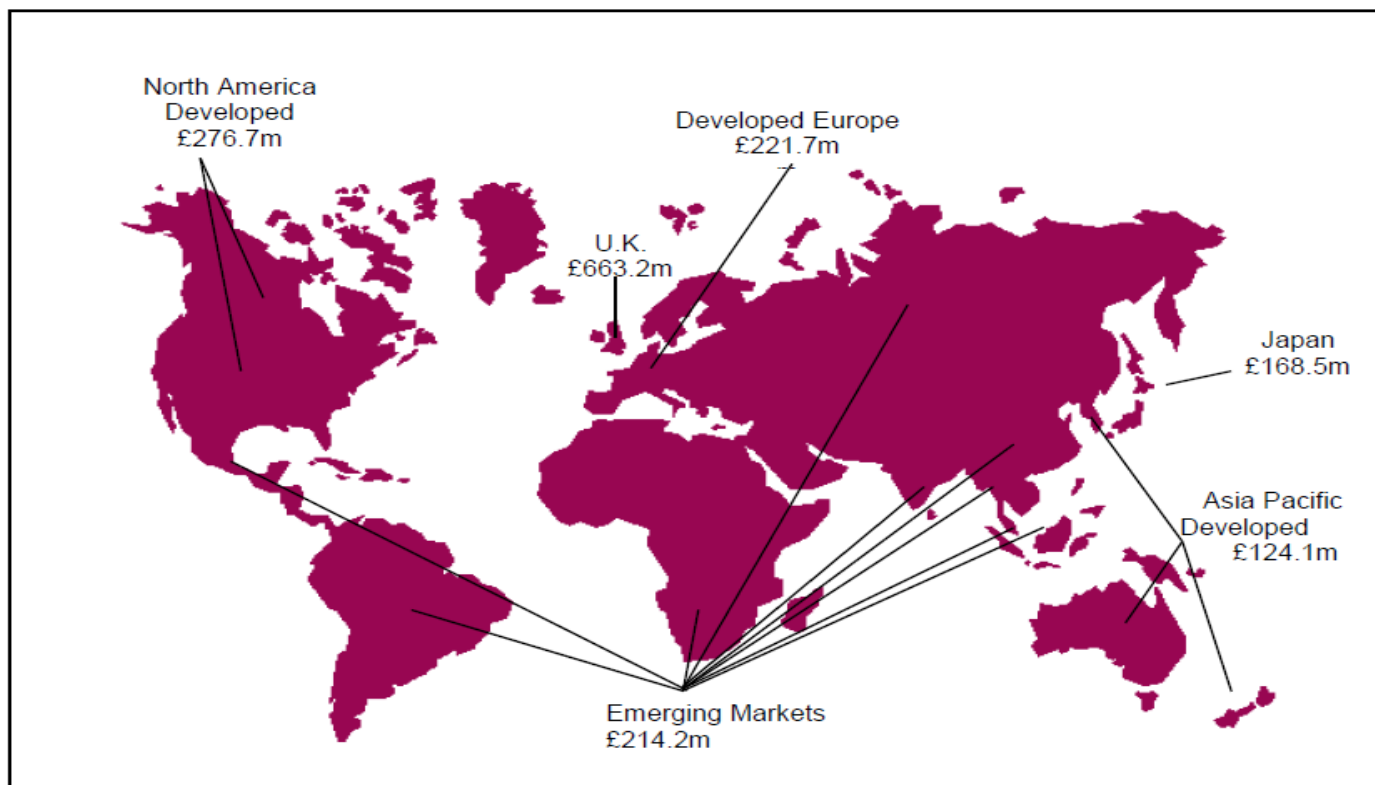 North America
Developed
£276.7m
Developed Europe
£221.7m
U.K.
£663.2m
Japan
£168.5m
Asia Pacific
Developed
£124.1m
Emerging Markets
£214.2m